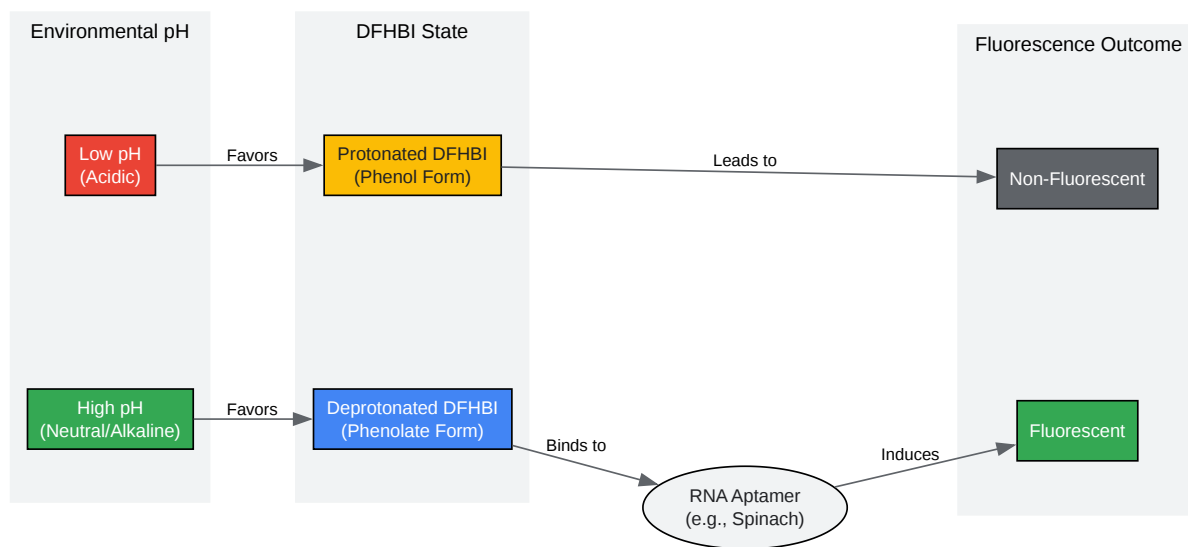 Environmental pH
DFHBI State
Fluorescence Outcome
Low pH
(Acidic)
Favors
Protonated DFHBI
(Phenol Form)
Leads to
Non-Fluorescent
High pH
(Neutral/Alkaline)
Favors
Deprotonated DFHBI
(Phenolate Form)
Binds to
RNA Aptamer
(e.g., Spinach)
Induces
Fluorescent